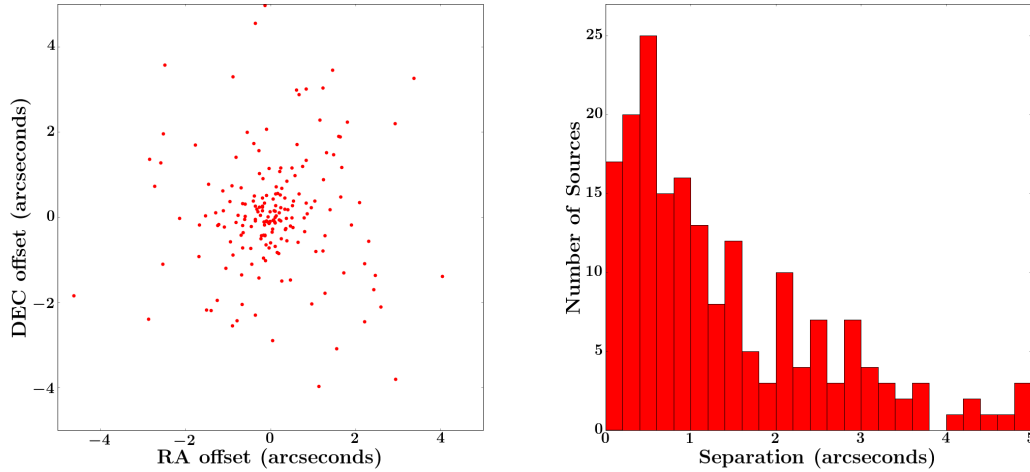 4
2
0
−2
−4
DEC offset (arcseconds)
−4 −2 0 2 4
RA offset (arcseconds)
25
20
15
10
5
0
Number of Sources
0 1 2 3 4 5
Separation (arcseconds)